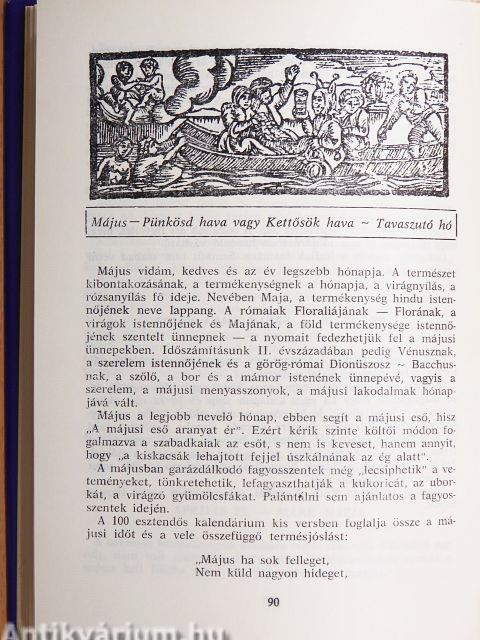 Május — Pünkösd hava vagy Kettősök hava ~ Tavaszutó hó
Május vidám, kedves és az év legszebb hónapja. A természet
kibontakozásának, a termékenységnek a hónapja, a virágnyílás, a
rózsanyílás fő ideje. Nevében Maja, a termékenység hindu isten-
nőjének neve lappang. A rómaiak Floraliájának — Florának, a
virágok istennőjének és Majának, a föld termékenysége istennő-
jének szentelt ünnepnek — a nyomait fedezhetjük fel a májusi
ünnepekben. Időszámításunk II. évszázadában pedig Vénusznak,
a szerelem istennőjének és a görög-római Dionüszosz ~ Bacchus-
nak, a szőlő, a bor és a mámor istenének ünnepévé, vagyis a
szerelem, a májusi menyasszonyok, a májusi lakodalmak hónap-
jává vált.
Május a legjobb nevelő hónap, ebben segít a májusi eső, hisz
„A májusi eső aranyat ér". Ezért kérik szinte költői módon fo-
galmazva a szabadkaiak az esőt, s nem is keveset, hanem annyit,
hogy „a kiskacsák lehajtott fejjel úszkálnának az ég alatt".
A májusban garázdálkodó fagyosszentek még „lecsíphetik" a ve-
teményeket, tönkretehetik, lefagyaszthatják a kukoricát, az ubor-
kát, a virágzó gyümölcsfákat. Palántolni sem ajánlatos a fagyos-
szentek idején.
A 100 esztendős kalendárium kis versben foglalja össze a má-
jusi időt és a vele összefüggő termésjóslást:
„Május ha sok felleget,
Nem küld nagyon hideget,
90
Antikvárium.hu